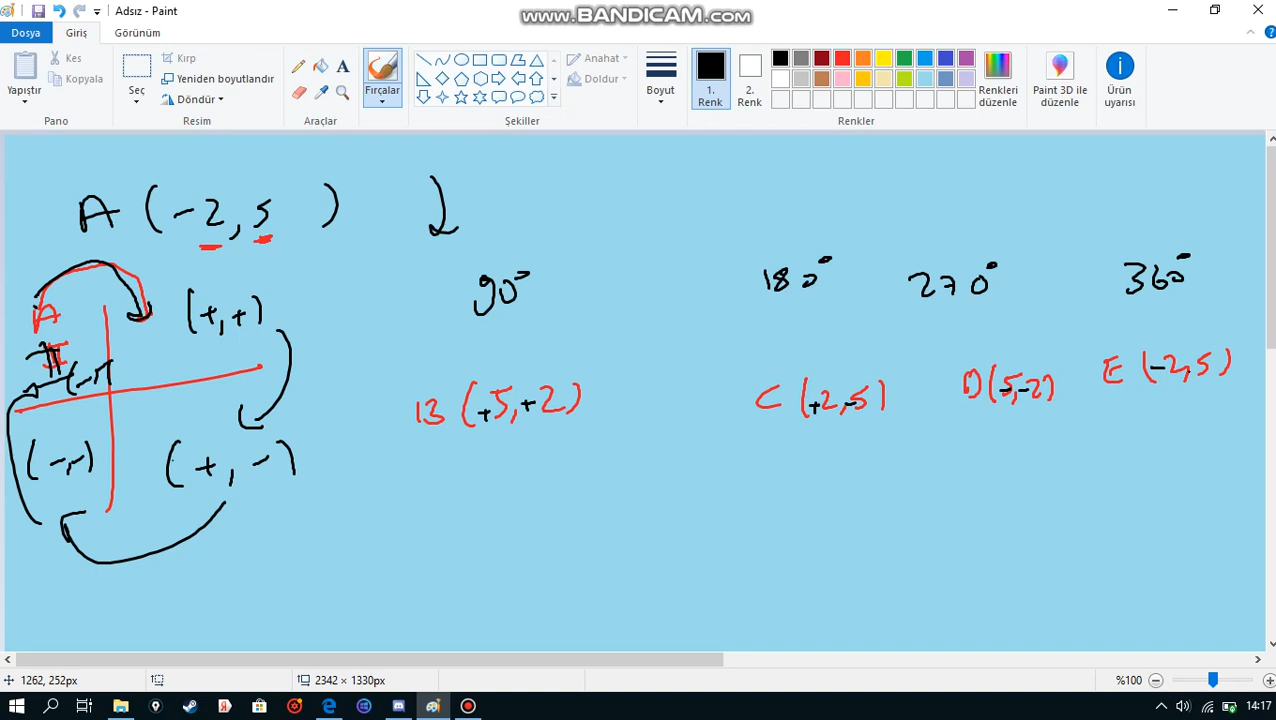 Adsız - Paint
www.BANDICAM.com
Dosya Giriş Görünüm
Yapıştır
Kes
Kopyala
Pano
Seç
Kırp
Yeniden boyutlandır
Döndür
Resim
Araçlar
Fırçalar
Şekiller
Anahat
Doldur
Boyut
1. Renk
2. Renk
Renkler
Renkleri düzenle
Paint 3D ile düzenle
Ürün uyarısı
A (-2, 5 )
90° 180° 270° 360°
A (+,+)
II
B (+5,+2) C (+2,-5) D(-5,-2) E (-2,5)
(-,-) (+, -)
1262, 252px 2342 × 1330px %100
14:17